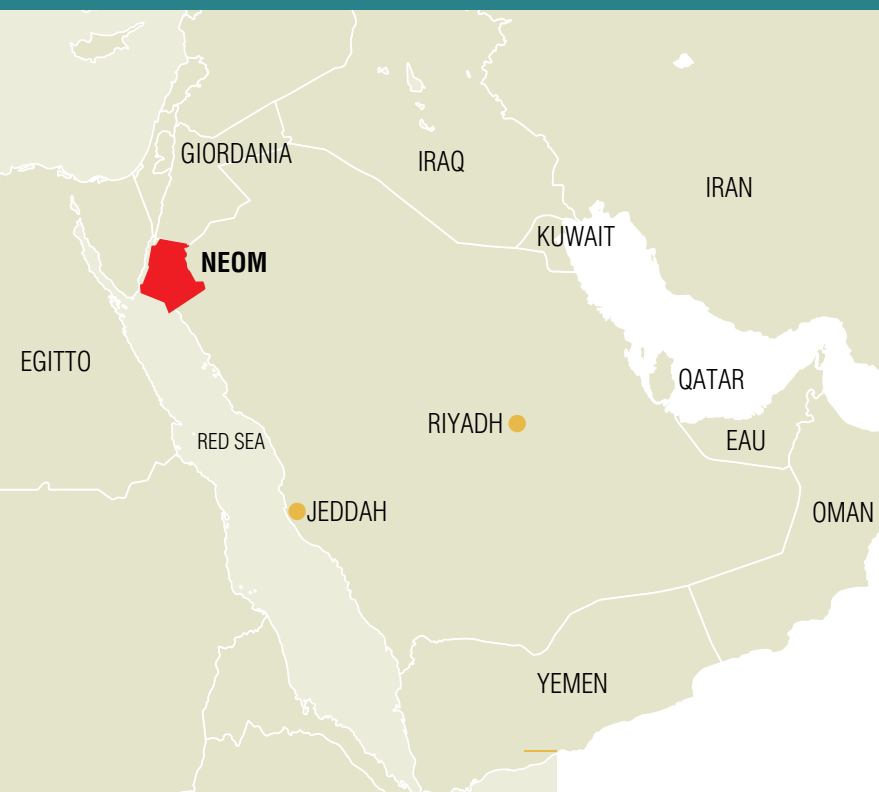 GIORDANIA
IRAQ
IRAN
KUWAIT
NEOM
EGITTO
QATAR
RIYADH
RED SEA
EAU
JEDDAH
OMAN
YEMEN